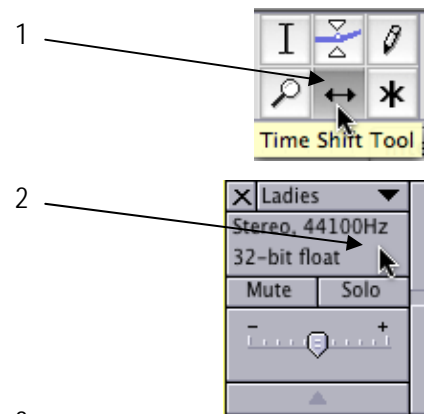 1
Time Shift Tool
2
Ladies
Stereo, 44100Hz
32-bit float
Mute Solo
- +